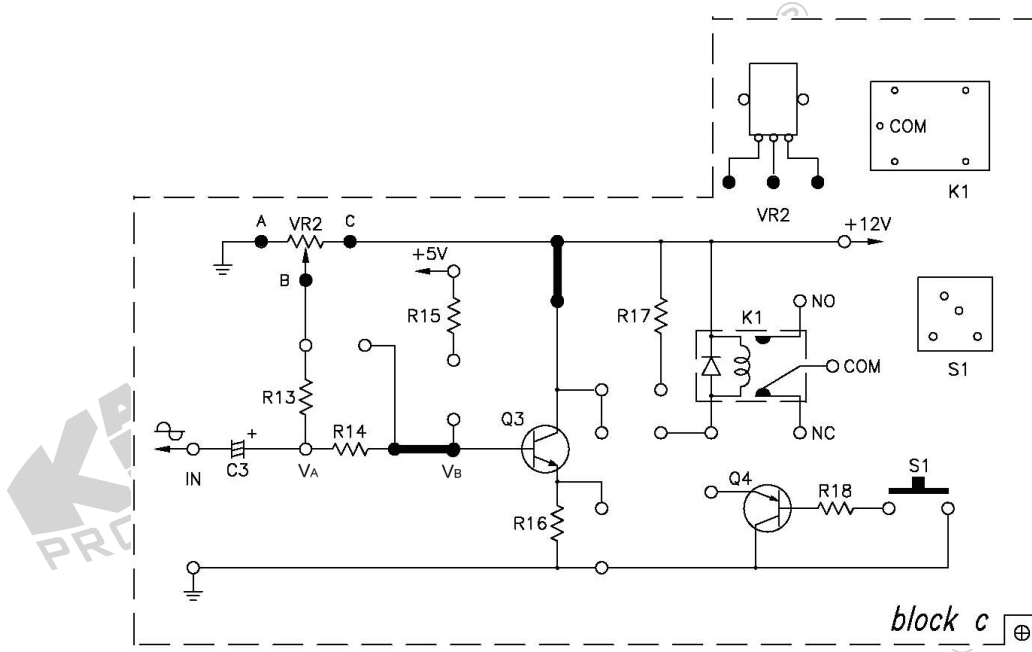 ®
COM
K1
VR2
+12V
A
VR2
C
B
+5V
R15
R17
K1
NO
COM
NC
S1
R13
R14
Q3
IN
C3
+
VA
VB
R16
Q4
R18
S1
PRO
block c